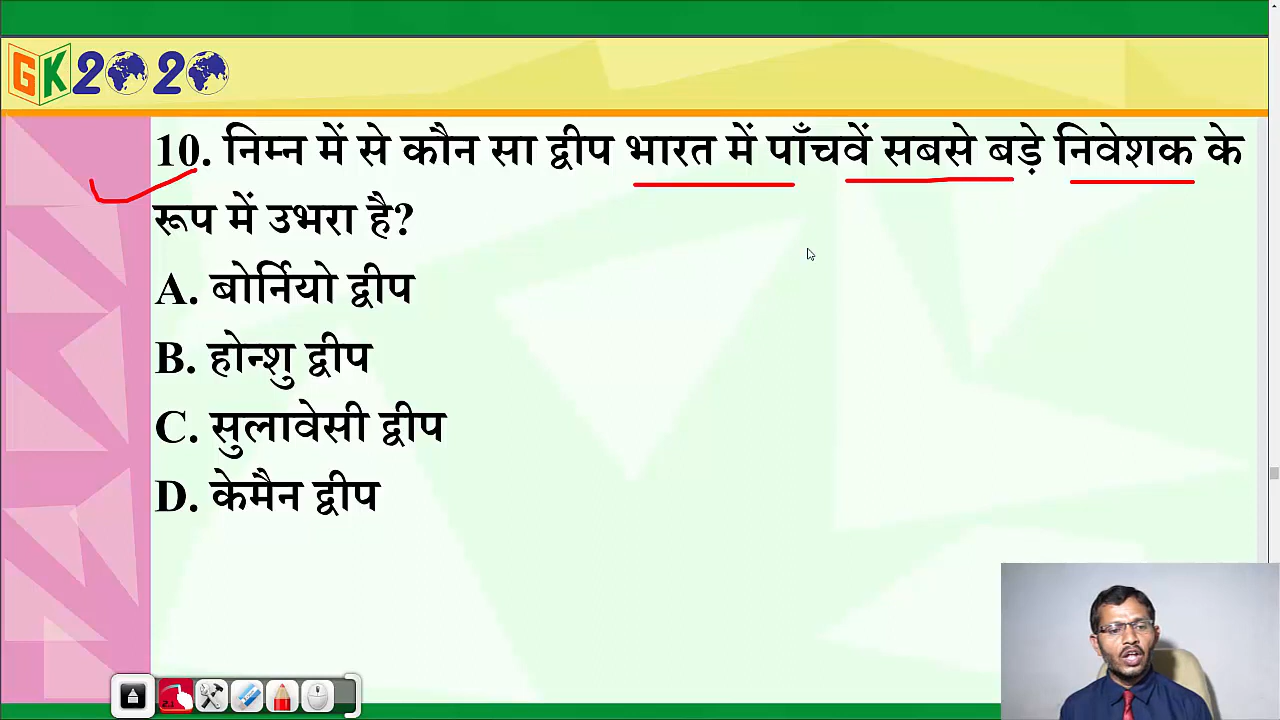 GK2020
10. निम्न में से कौन सा द्वीप भारत में पाँचवें सबसे बड़े निवेशक के
रूप में उभरा है?
A. बोर्नियो द्वीप
B. होन्शु द्वीप
C. सुलावेसी द्वीप
D. केमैन द्वीप